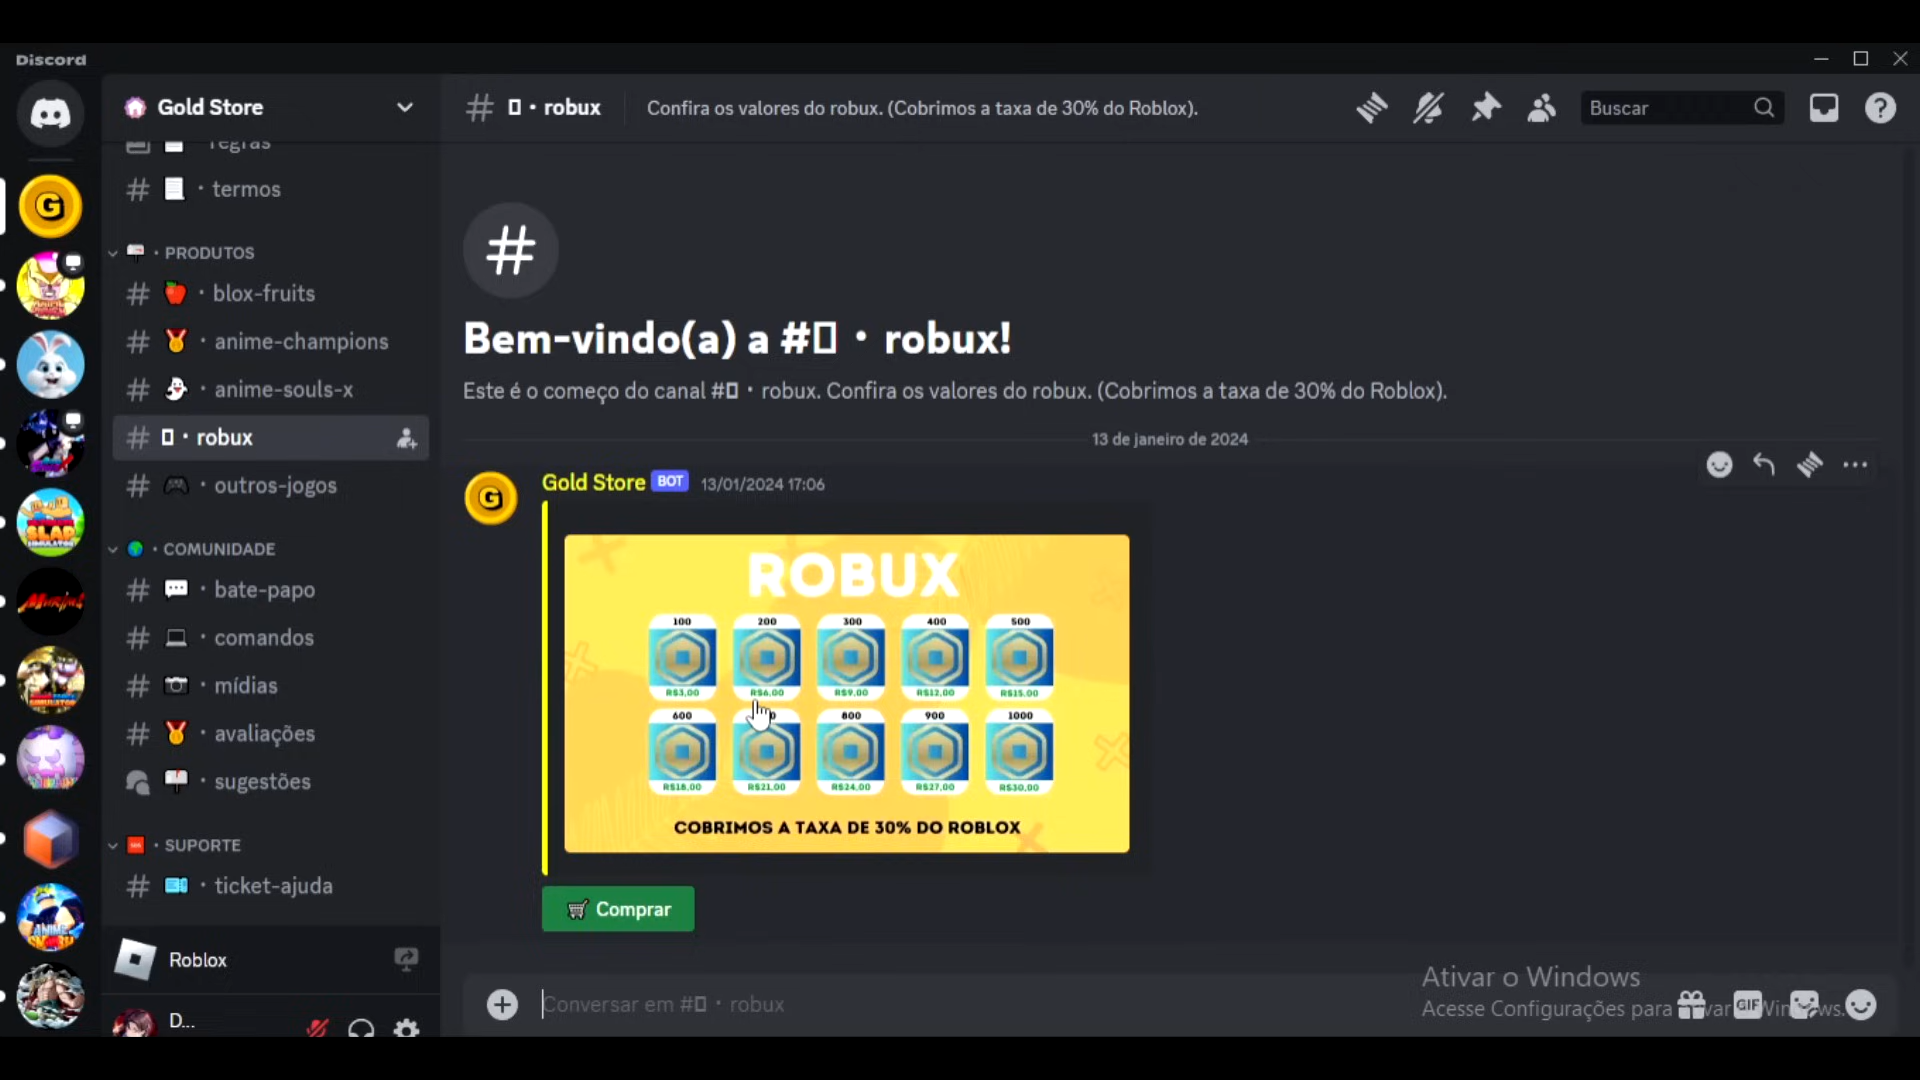 Discord
Gold Store
regras
termos
PRODUTOS
blox-fruits
anime-champions
anime-souls-x
robux
outros-jogos
COMUNIDADE
bate-papo
comandos
mídias
avaliações
sugestões
SUPORTE
ticket-ajuda
Roblox
D...
robux
Confira os valores do robux. (Cobrimos a taxa de 30% do Roblox).
Buscar
Bem-vindo(a) a #▯・robux!
Este é o começo do canal #▯・robux. Confira os valores do robux. (Cobrimos a taxa de 30% do Roblox).
13 de janeiro de 2024
Gold Store BOT 13/01/2024 17:06
ROBUX
100 200 300 400 500
R$3,00 R$6,00 R$9,00 R$12,00 R$15,00
600 800 900 1000
R$18,00 R$21,00 R$24,00 R$27,00 R$30,00
COBRIMOS A TAXA DE 30% DO ROBLOX
Comprar
Conversar em #▯・robux
GIF
Ativar o Windows
Acesse Configurações para